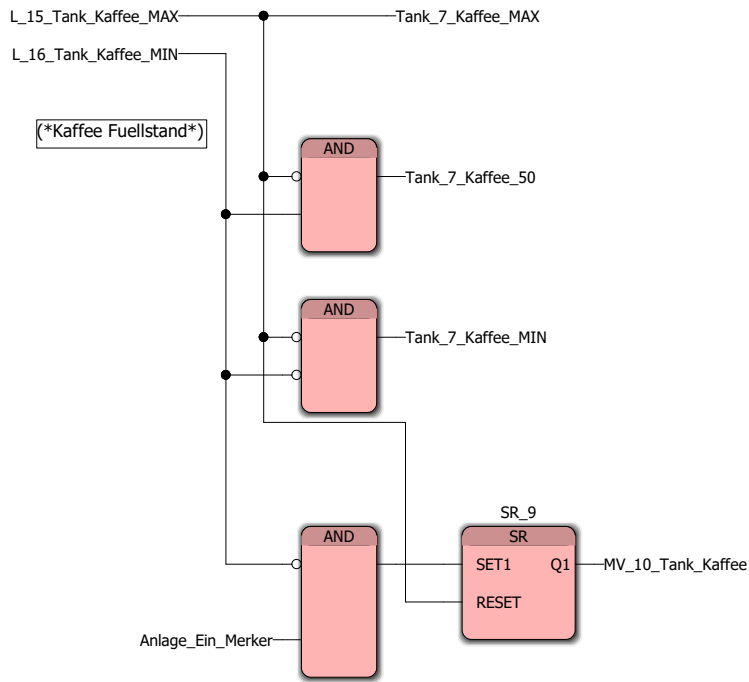 L_15_Tank_Kaffee_MAX
Tank_7_Kaffee_MAX
L_16_Tank_Kaffee_MIN
(*Kaffee Fuellstand*)
AND
Tank_7_Kaffee_50
AND
Tank_7_Kaffee_MIN
SR_9
AND
SR
SET1
Q1
MV_10_Tank_Kaffee
RESET
Anlage_Ein_Merker